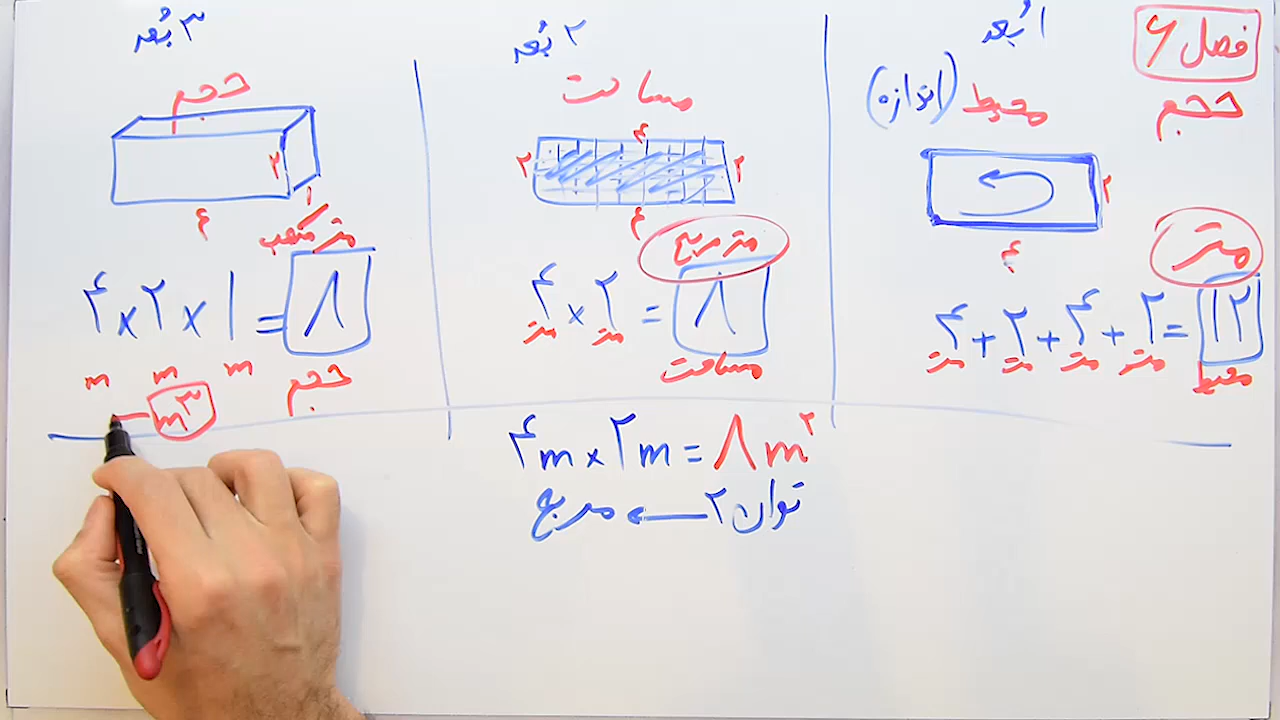 فصل ۶
حجم
۱ بُعد
محیط (اندازه)
۲
۴
متر
۴ + ۲ + ۴ + ۲ = ۱۲
متر متر متر متر
محیط
۲ بُعد
مساحت
۴
۲ ۲
۴
متر مربع
۴ × ۲ = ۸
متر متر
مساحت
۴m × ۲m = ۸m²
توان ۲ ← مربع
۳ بُعد
حجم
۲
۱
۴
متر مکعب
۴ × ۲ × ۱ = ۸
m m m
حجم
m³